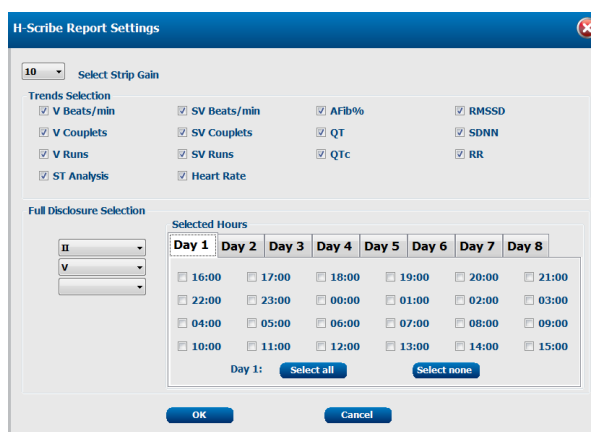 H-Scribe Report Settings
10 Select Strip Gain
Trends Selection
V Beats/min SV Beats/min AFib% RMSSD
V Couplets SV Couplets QT SDNN
V Runs SV Runs QTc RR
ST Analysis Heart Rate
Full Disclosure Selection
Selected Hours
II
V
Day 1 Day 2 Day 3 Day 4 Day 5 Day 6 Day 7 Day 8
16:00 17:00 18:00 19:00 20:00 21:00
22:00 23:00 00:00 01:00 02:00 03:00
04:00 05:00 06:00 07:00 08:00 09:00
10:00 11:00 12:00 13:00 14:00 15:00
Day 1: Select all Select none
OK Cancel